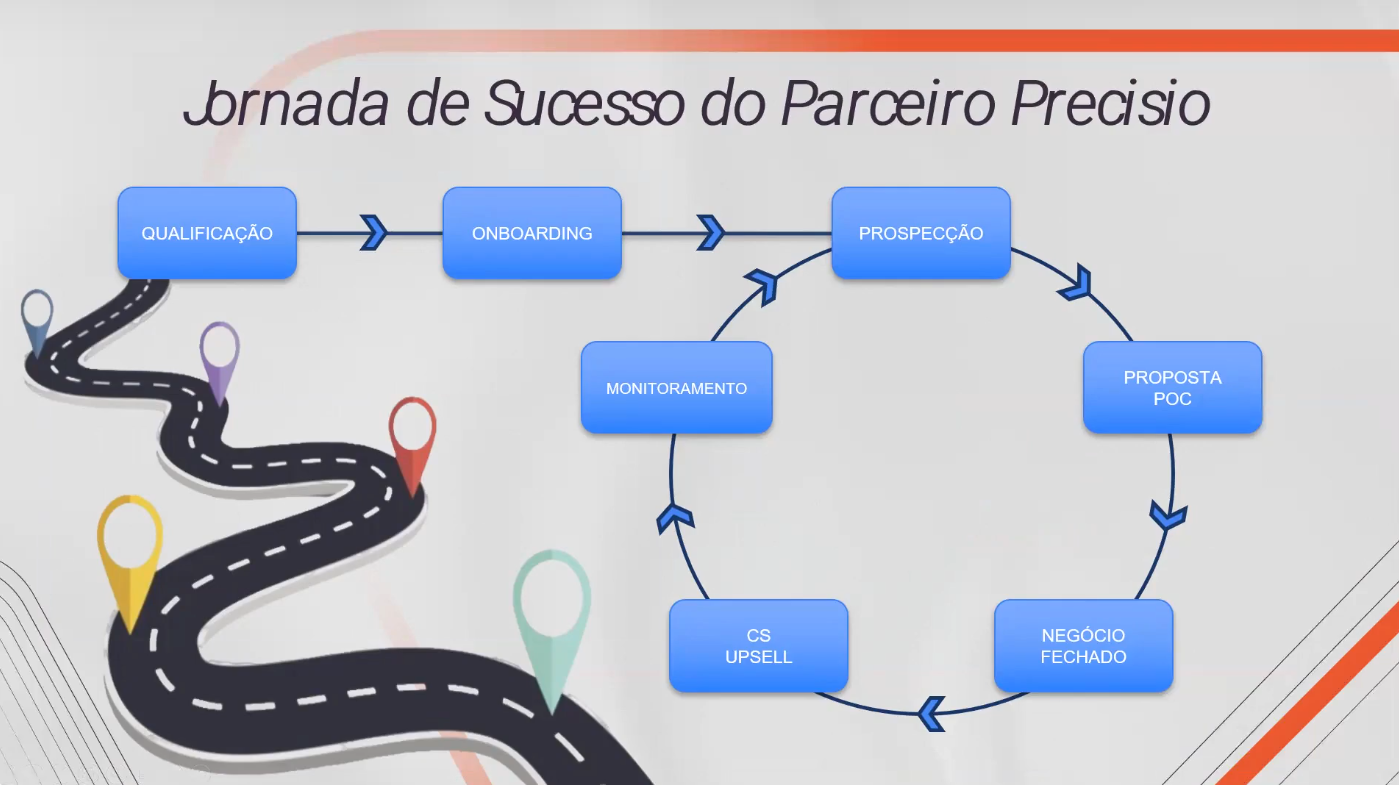 Jornada de Sucesso do Parceiro Precisio
QUALIFICAÇÃO
ONBOARDING
PROSPECÇÃO
MONITORAMENTO
PROPOSTA
POC
CS
UPSELL
NEGÓCIO
FECHADO